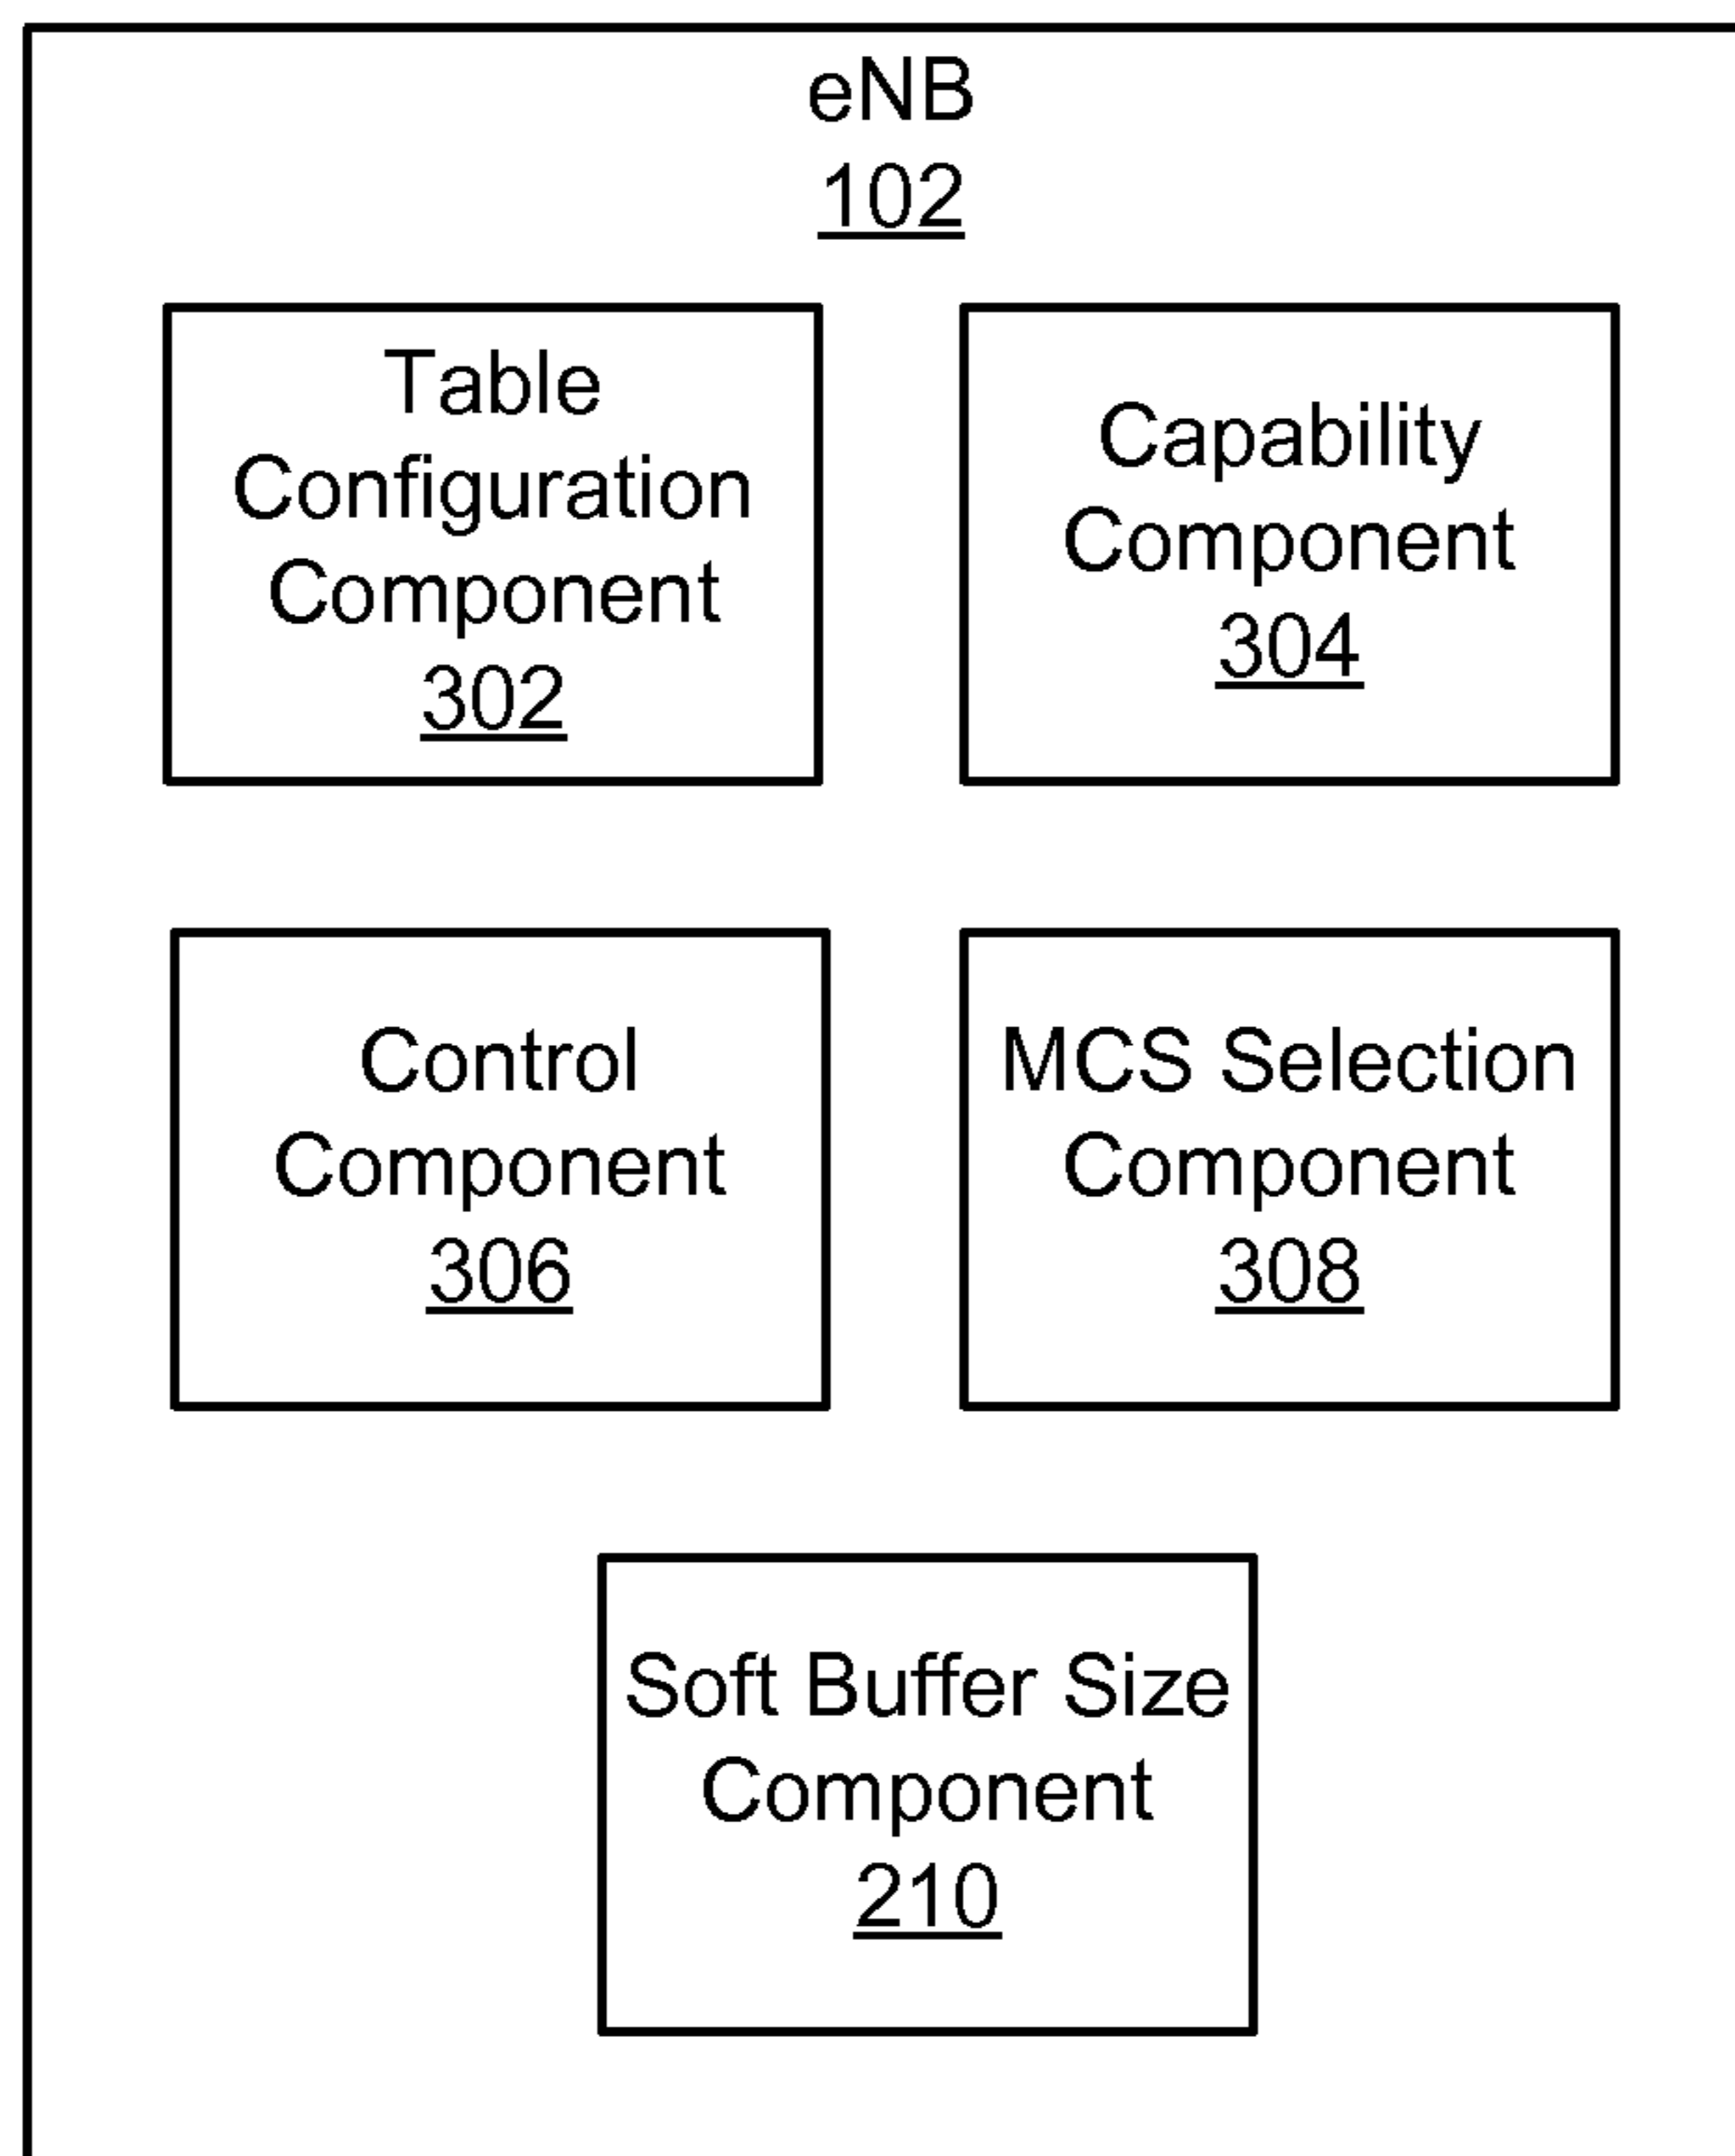 eNB
102
Table
Configuration
Component
302
Capability
Component
304
Control
Component
306
MCS Selection
Component
308
Soft Buffer Size
Component
210